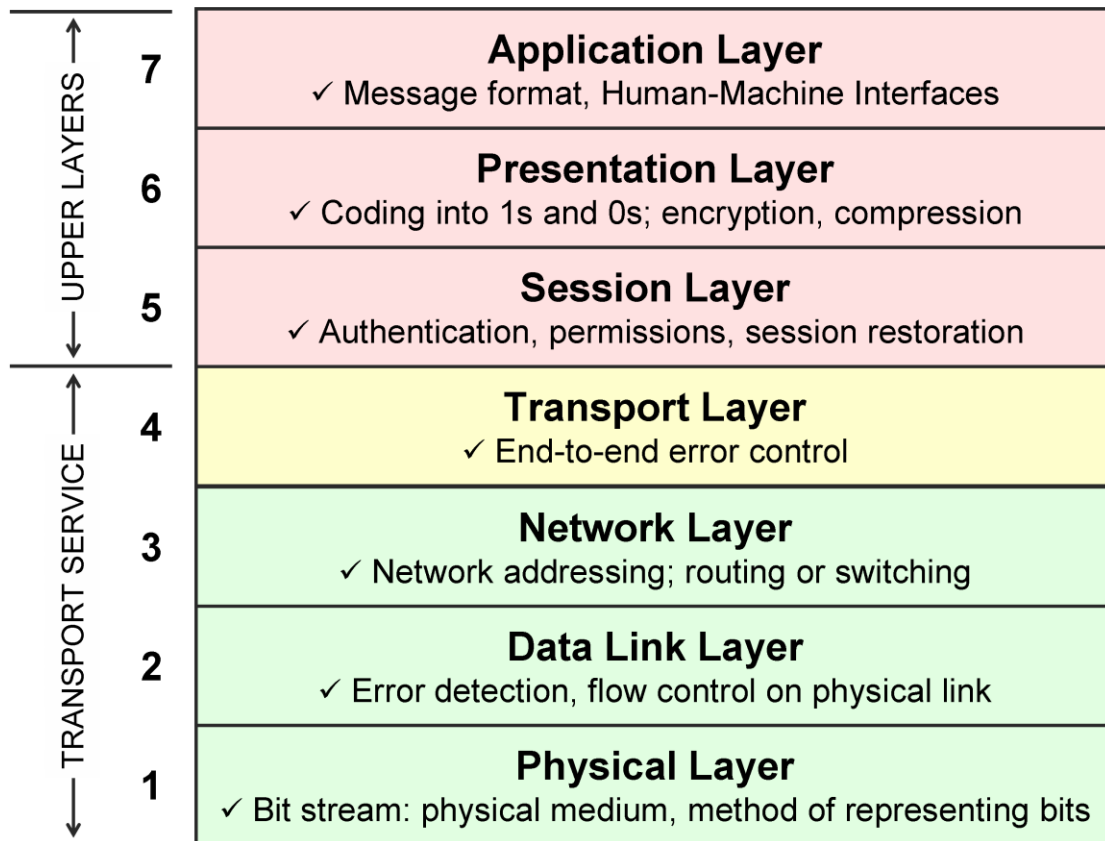 UPPER LAYERS
7
Application Layer
✓ Message format, Human-Machine Interfaces
6
Presentation Layer
✓ Coding into 1s and 0s; encryption, compression
5
Session Layer
✓ Authentication, permissions, session restoration
TRANSPORT SERVICE
4
Transport Layer
✓ End-to-end error control
3
Network Layer
✓ Network addressing; routing or switching
2
Data Link Layer
✓ Error detection, flow control on physical link
1
Physical Layer
✓ Bit stream: physical medium, method of representing bits